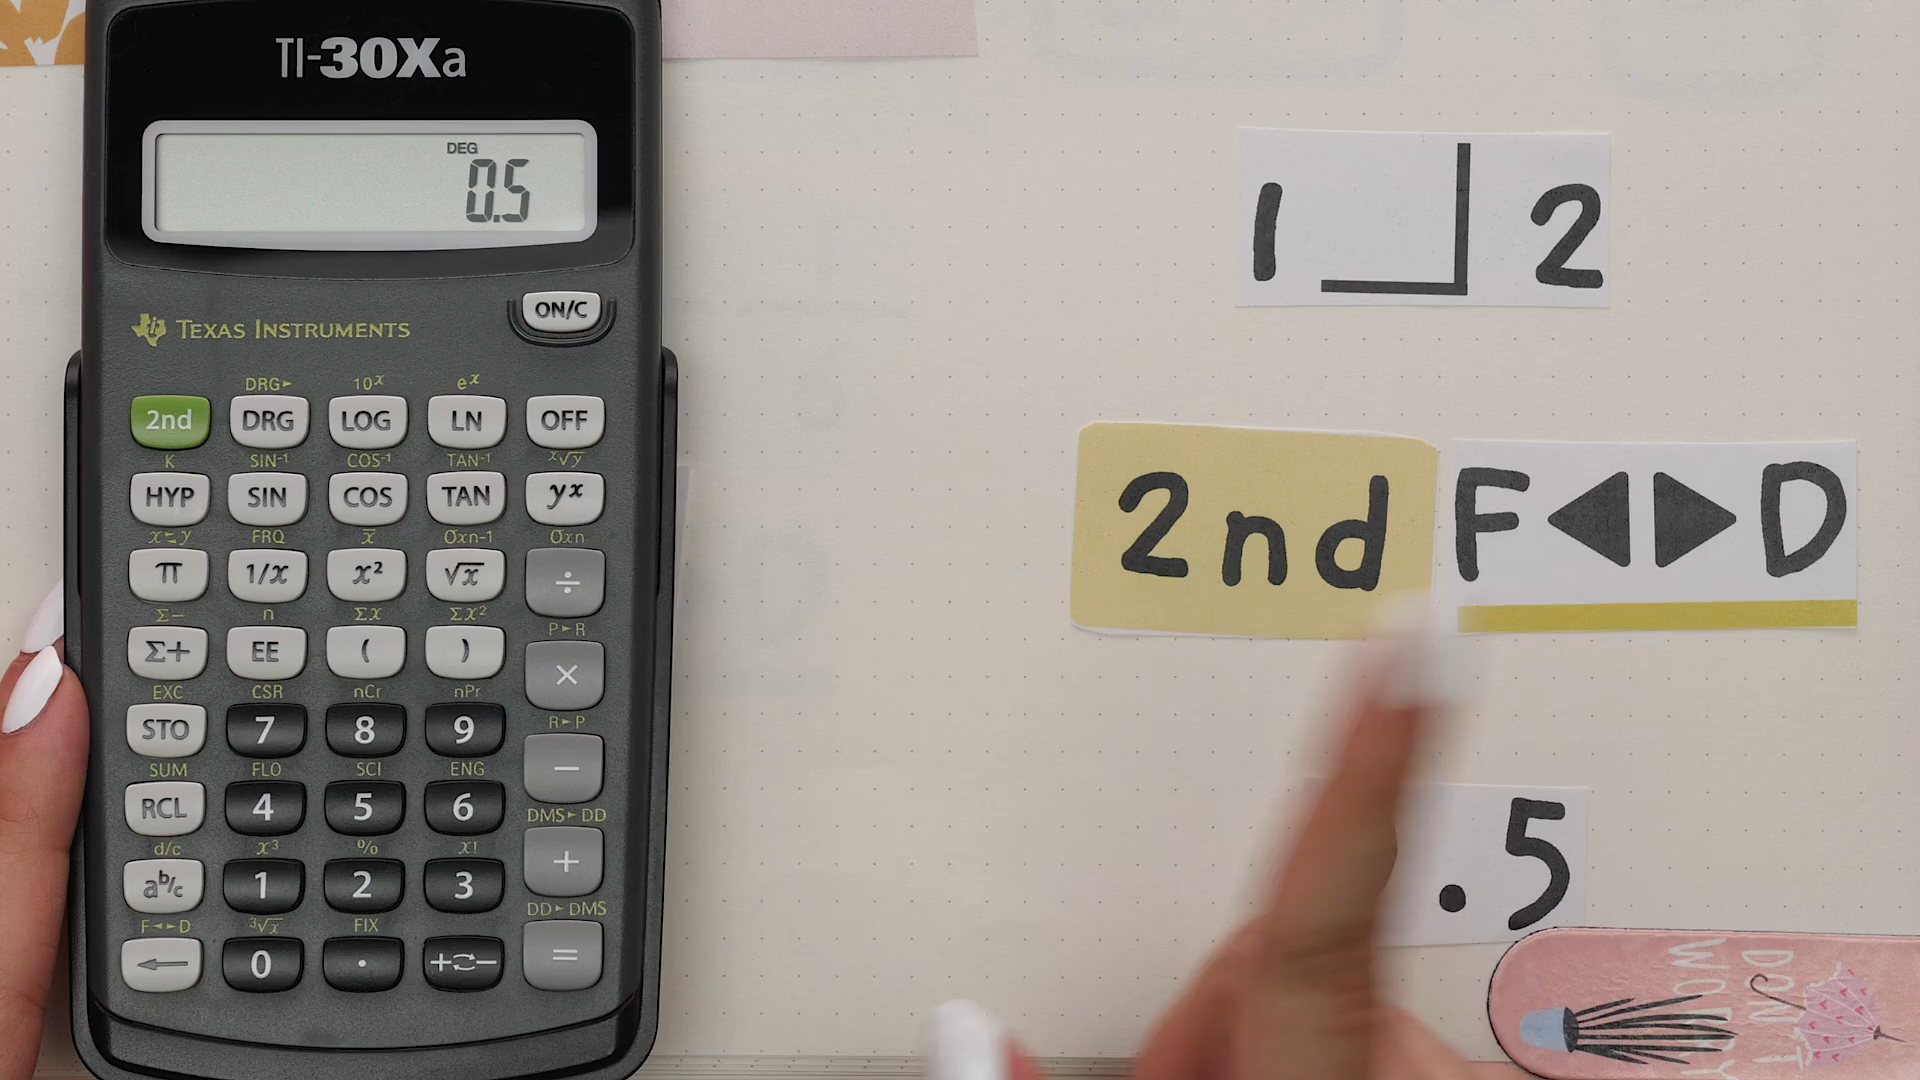 TI-30Xa
DEG
0.5
ON/C
TEXAS INSTRUMENTS
DRG► 10ˣ eˣ
2nd DRG LOG LN OFF
K SIN⁻¹ COS⁻¹ TAN⁻¹ ˣ√y
HYP SIN COS TAN yˣ
x⇆y FRQ x̄ σxn-1 σxn
π 1/x x² √x ÷
Σ- n Σx Σx² P►R
Σ+ EE ( ) ×
EXC CSR nCr nPr R►P
STO 7 8 9 −
SUM FLO SCI ENG DMS►DD
RCL 4 5 6 +
d/c x³ % x! DD►DMS
aᵇ/c 1 2 3 =
F◄►D ³√x FIX
← 0 . +⇆−
1 ⅃ 2
2nd F◄►D
.5
DON'T
WORRY